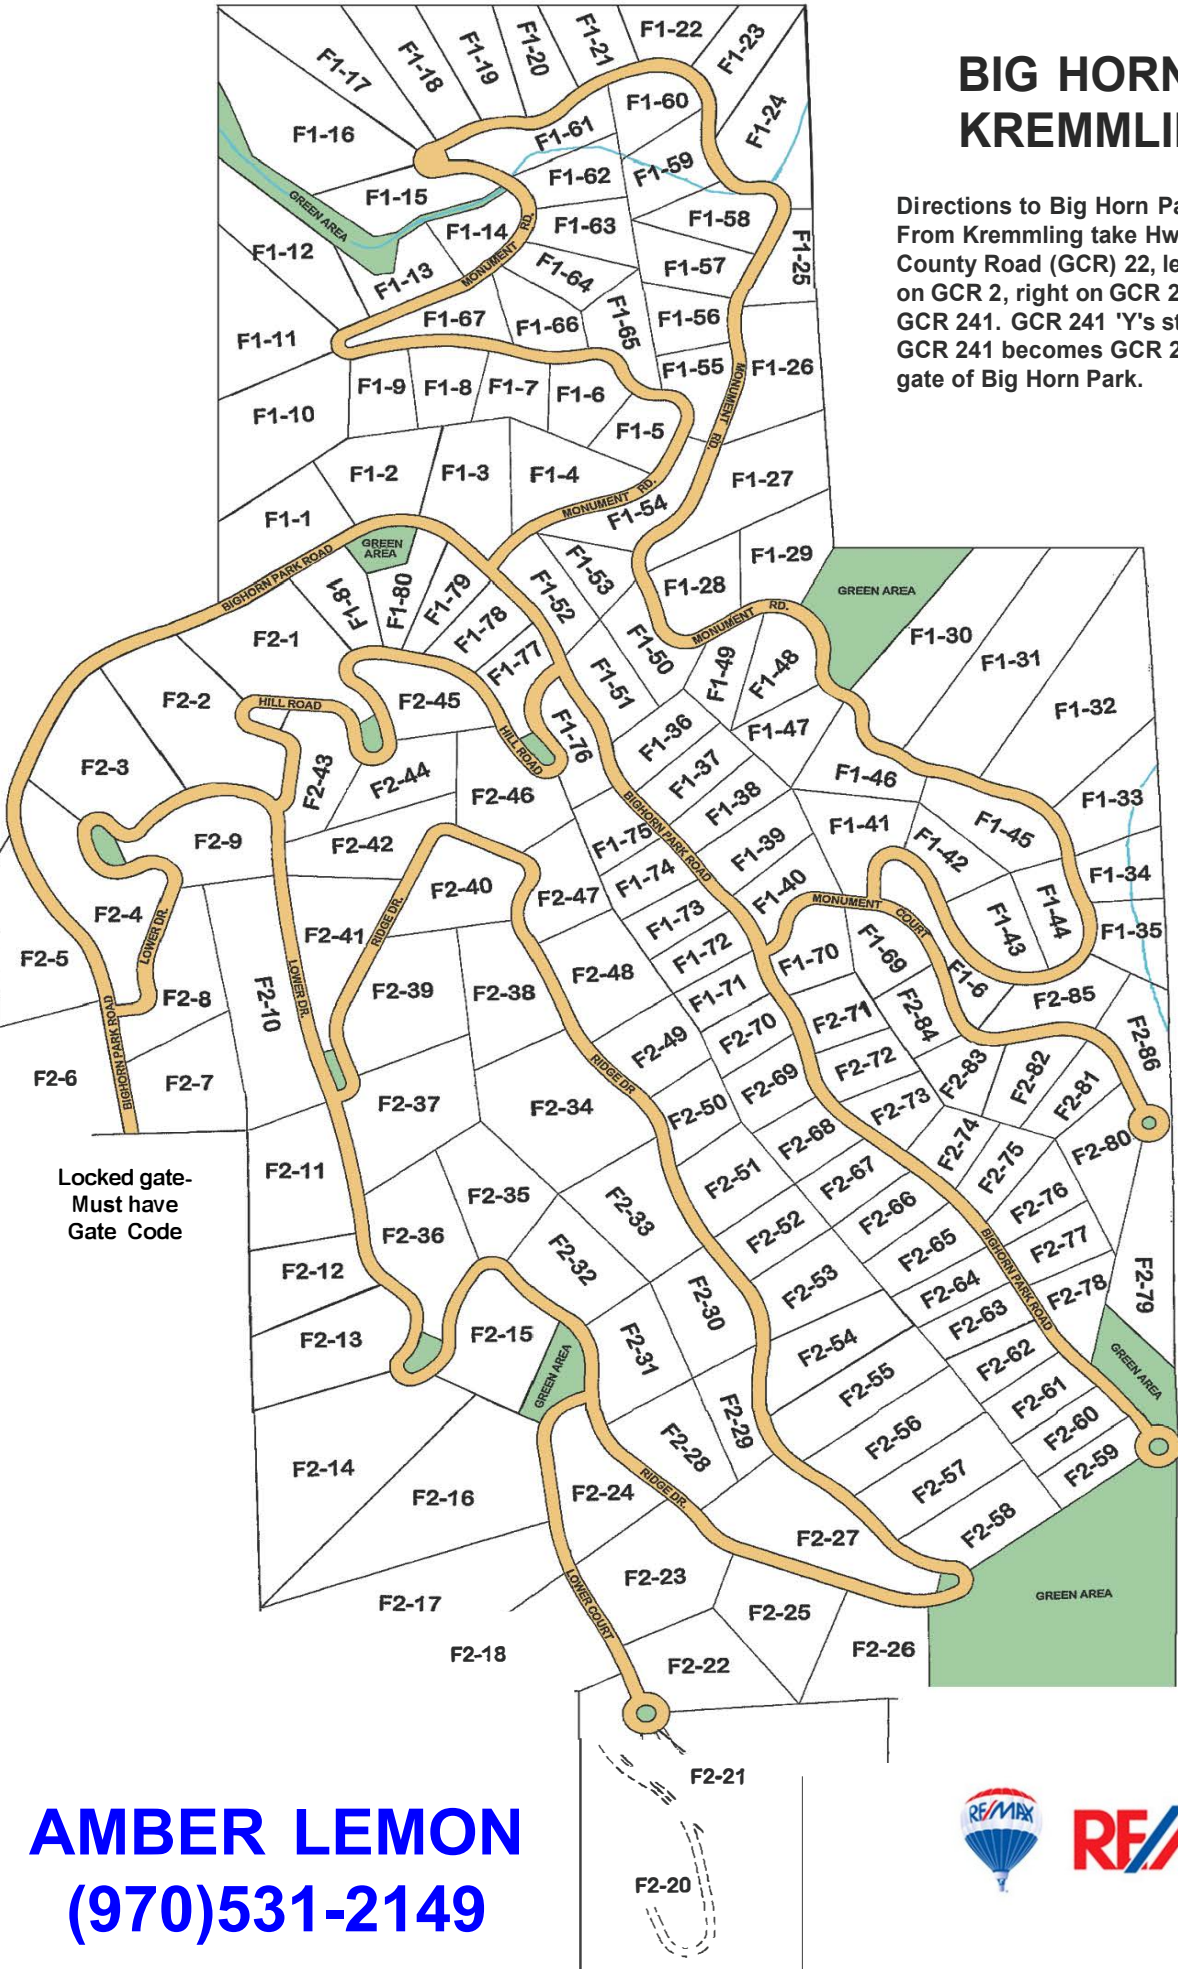 BIG HORN
KREMMLI
Directions to Big Horn Pa
From Kremmling take Hw
County Road (GCR) 22, le
on GCR 2, right on GCR 2
GCR 241. GCR 241 'Y's st
GCR 241 becomes GCR 2
gate of Big Horn Park.
F1-17
F1-18
F1-19
F1-20
F1-21
F1-22
F1-23
F1-24
F1-16
F1-60
F1-61
F1-59
F1-62
F1-15
GREEN AREA
F1-14
F1-63
F1-58
MONUMENT RD.
F1-12
F1-13
F1-64
F1-57
F1-25
F1-11
F1-67
F1-66
F1-65
F1-56
F1-55
F1-26
MONUMENT RD.
F1-10
F1-9
F1-8
F1-7
F1-6
F1-5
F1-2
F1-3
F1-4
F1-27
MONUMENT RD.
F1-54
F1-1
GREEN
AREA
BIGHORN PARK ROAD
F1-81
F1-80
F1-79
F1-78
F1-77
F1-53
F1-52
F1-28
F1-29
MONUMENT RD.
GREEN AREA
F1-30
F1-31
F1-32
F2-1
F1-50
F1-51
F1-49
F1-48
F1-47
F2-2
HILL ROAD
F2-45
HILL ROAD
F1-76
F1-36
F1-37
F1-38
F1-39
F1-40
F1-46
F1-33
F2-3
F2-43
F2-44
F2-46
BIGHORN PARK ROAD
F1-41
F1-42
F1-45
F2-9
F2-42
F1-75
F1-74
F1-34
F2-40
F2-47
F1-73
MONUMENT COURT
F1-43
F1-44
F1-35
F2-4
LOWER DR.
F2-41
RIDGE DR.
F1-72
F1-70
F1-69
F1-6
F2-5
F2-8
F2-10
LOWER DR.
F2-39
F2-38
F2-48
F1-71
F2-70
F2-71
F2-84
F2-85
F2-86
BIGHORN PARK ROAD
F2-6
F2-7
F2-49
RIDGE DR
F2-69
F2-72
F2-83
F2-82
F2-81
F2-37
F2-34
F2-50
F2-73
F2-68
F2-74
F2-75
F2-80
Locked gate-
Must have
Gate Code
F2-11
F2-35
F2-33
F2-51
F2-67
F2-66
F2-76
F2-36
F2-52
F2-65
F2-77
F2-12
F2-32
F2-53
F2-64
BIGHORN PARK ROAD
F2-78
F2-79
F2-30
F2-63
F2-13
F2-15
F2-31
F2-54
F2-62
GREEN AREA
GREEN AREA
F2-55
F2-61
F2-29
F2-28
F2-56
F2-60
F2-14
F2-16
F2-24
RIDGE DR.
F2-57
F2-59
F2-58
F2-27
F2-23
F2-17
LOWER COURT
F2-25
GREEN AREA
F2-18
F2-22
F2-26
F2-21
F2-20
AMBER LEMON
(970)531-2149
RE/MAX
RE/